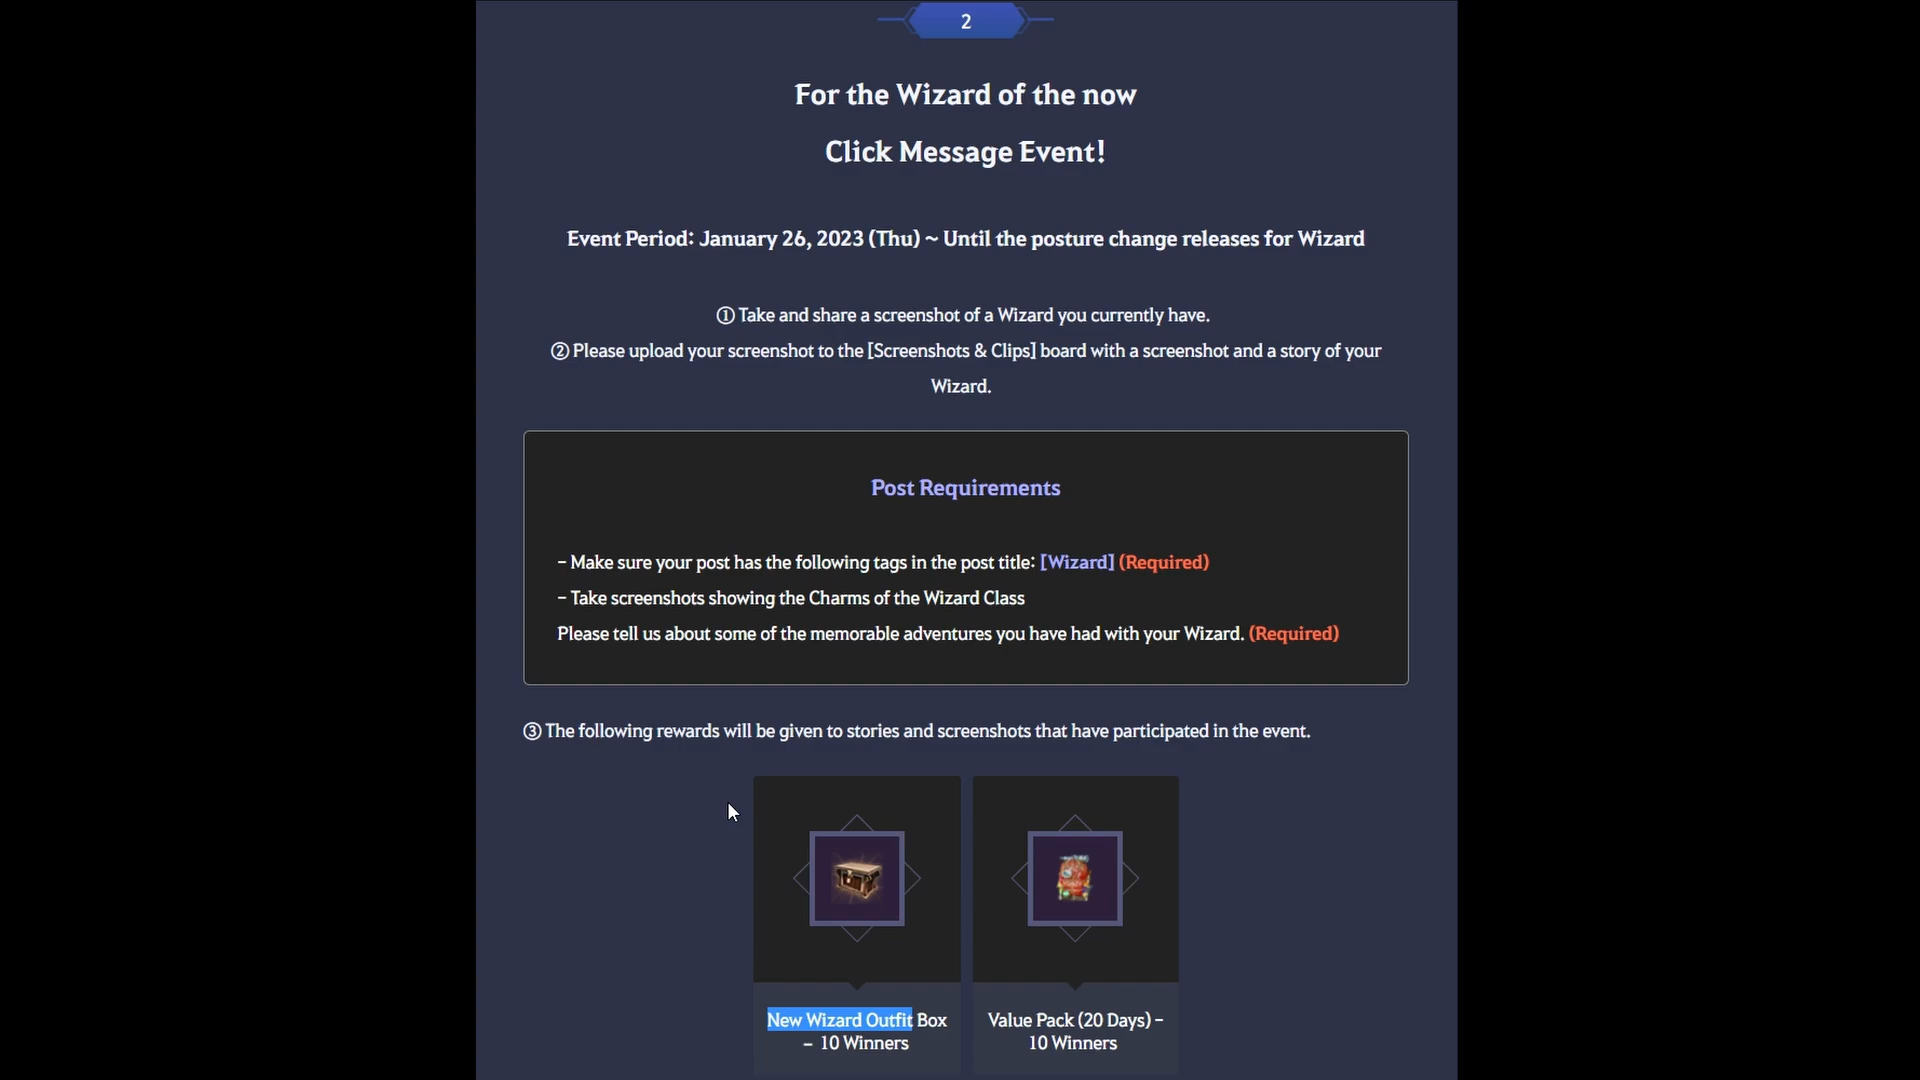 2
For the Wizard of the now
Click Message Event!
Event Period: January 26, 2023 (Thu) ~ Until the posture change releases for Wizard
① Take and share a screenshot of a Wizard you currently have.
② Please upload your screenshot to the [Screenshots & Clips] board with a screenshot and a story of your
Wizard.
Post Requirements
– Make sure your post has the following tags in the post title: [Wizard] (Required)
– Take screenshots showing the Charms of the Wizard Class
Please tell us about some of the memorable adventures you have had with your Wizard. (Required)
③ The following rewards will be given to stories and screenshots that have participated in the event.
New Wizard Outfit Box
– 10 Winners
Value Pack (20 Days) –
10 Winners